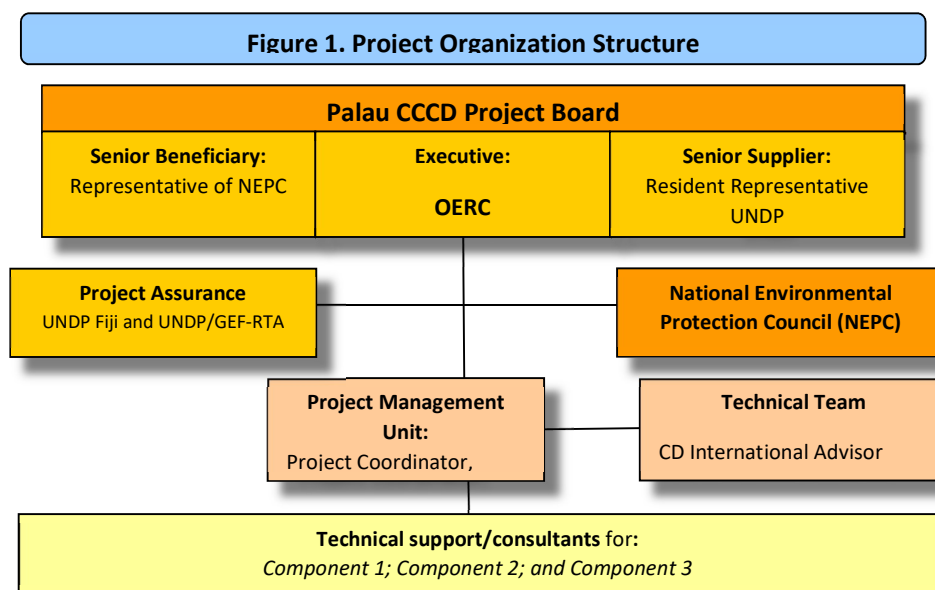 Figure 1. Project Organization Structure
Palau CCCD Project Board
Senior Beneficiary:
Representative of NEPC
Executive:
OERC
Senior Supplier:
Resident Representative
UNDP
Project Assurance
UNDP Fiji and UNDP/GEF-RTA
National Environmental
Protection Council (NEPC)
Project Management
Unit:
Project Coordinator,
Technical Team
CD International Advisor
Technical support/consultants for:
Component 1; Component 2; and Component 3